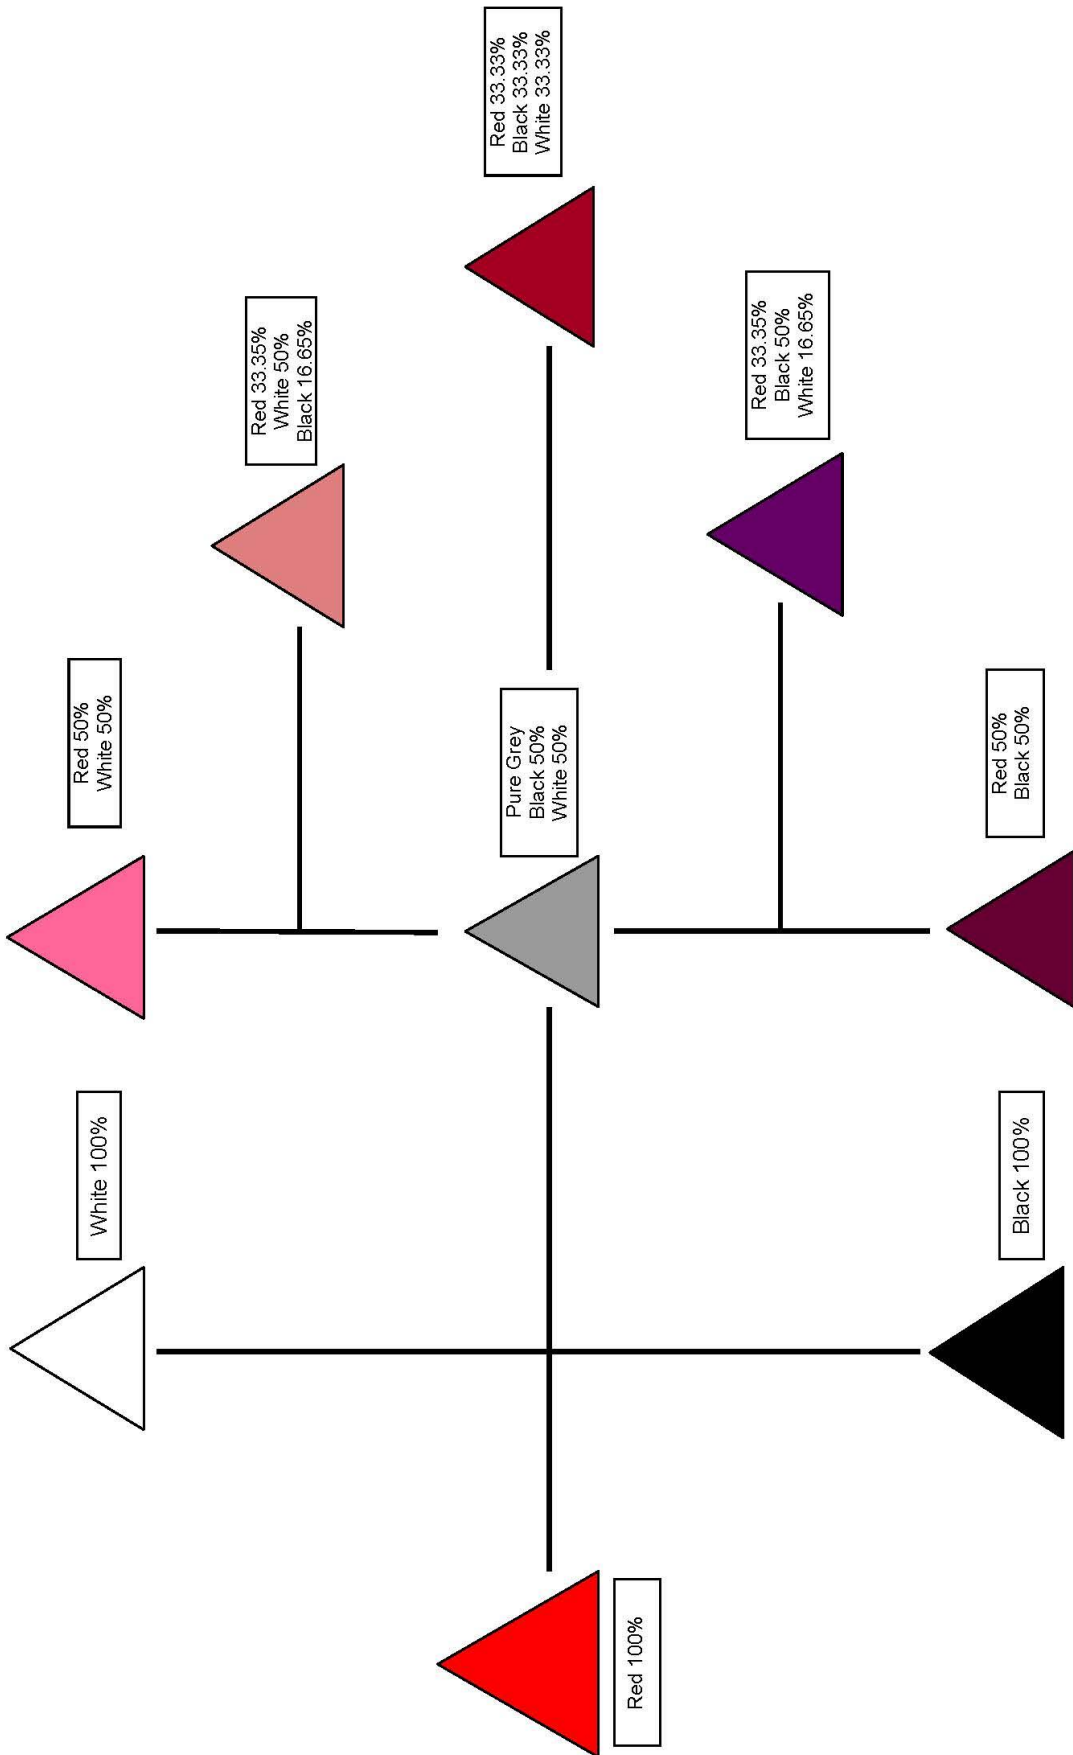 Red 100%
White 100%
Black 100%
Red 50%
White 50%
Pure Grey
Black 50%
White 50%
Red 50%
Black 50%
Red 33.35%
White 50%
Black 16.65%
Red 33.35%
Black 50%
White 16.65%
Red 33.33%
Black 33.33%
White 33.33%